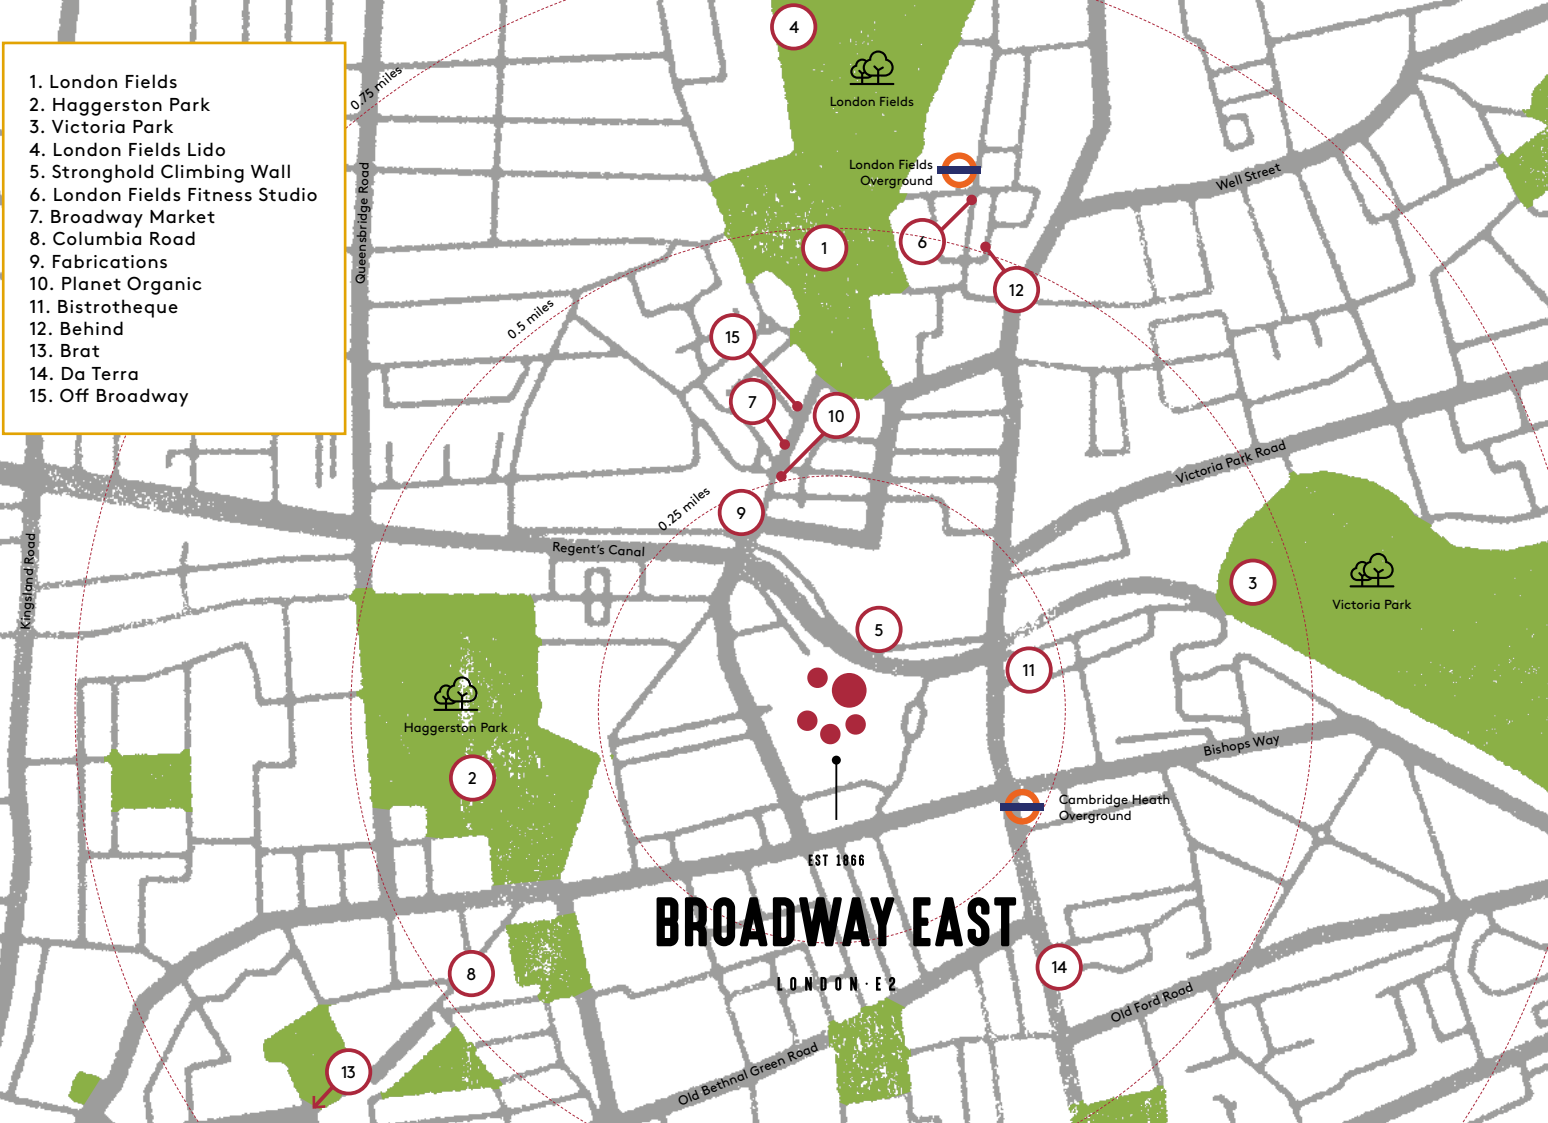 1. London Fields
2. Haggerston Park
3. Victoria Park
4. London Fields Lido
5. Stronghold Climbing Wall
6. London Fields Fitness Studio
7. Broadway Market
8. Columbia Road
9. Fabrications
10. Planet Organic
11. Bistrotheque
12. Behind
13. Brat
14. Da Terra
15. Off Broadway
4
London Fields
0.75 miles
Queensbridge Road
London Fields
Overground
Well Street
1
6
12
0.5 miles
15
7
10
Victoria Park Road
0.25 miles
9
Regent's Canal
Kingsland Road
3
Victoria Park
5
11
Haggerston Park
2
Bishops Way
Cambridge Heath
Overground
EST 1866
BROADWAY EAST
LONDON·E2
8
14
Old Ford Road
13
Old Bethnal Green Road